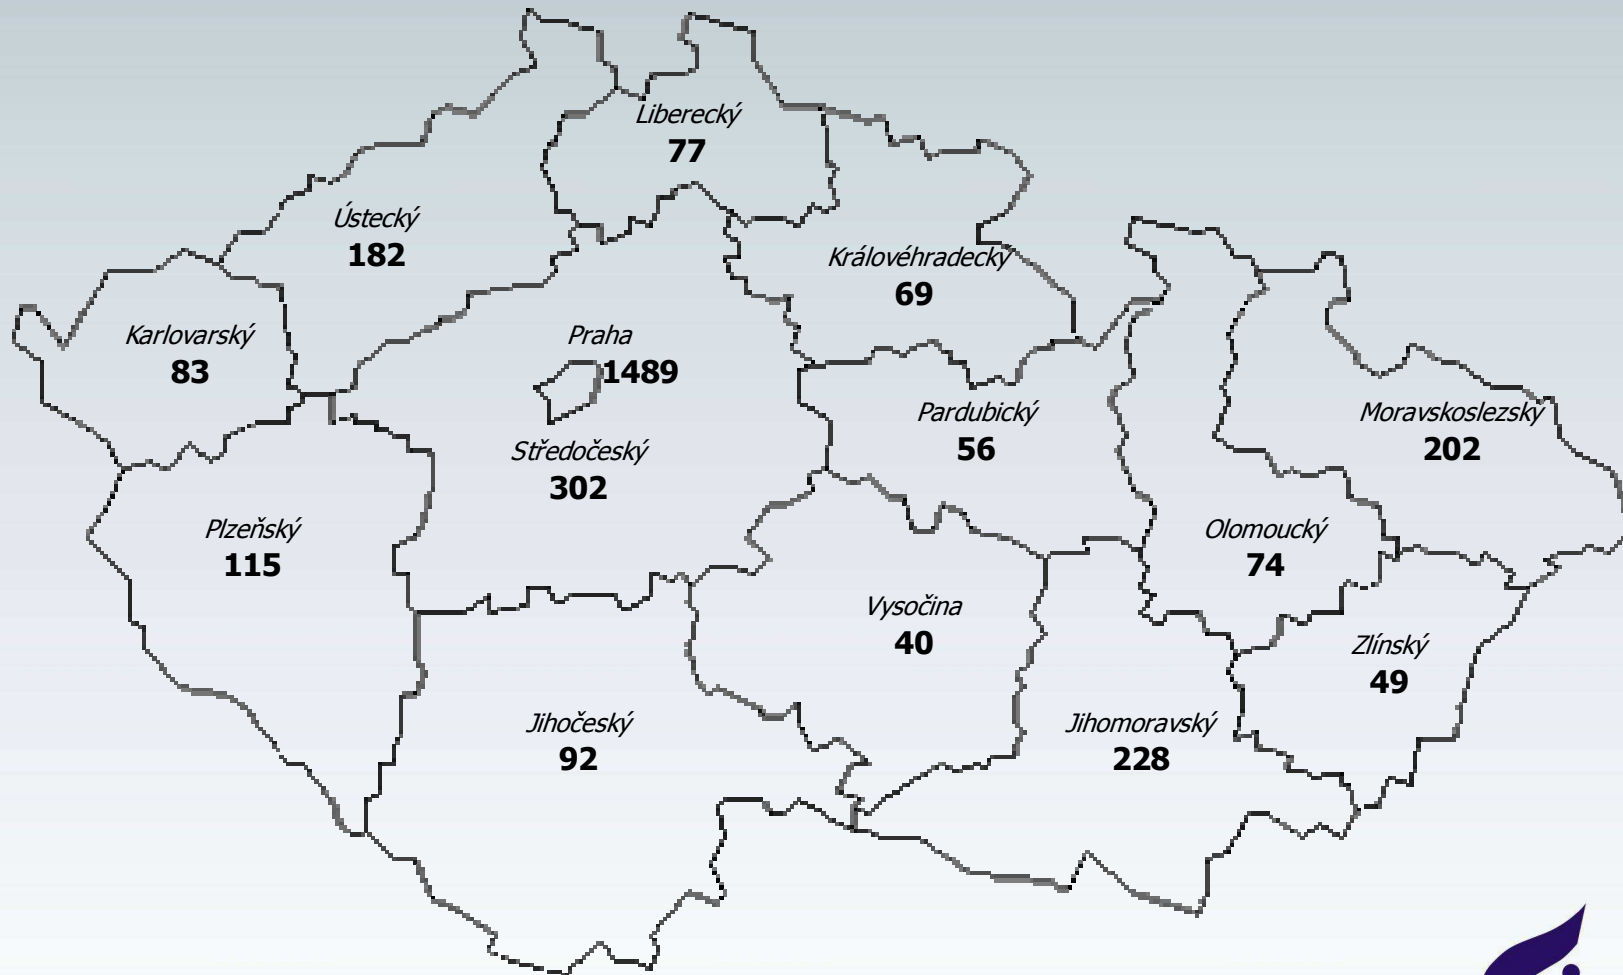 Liberecký
77
Ústecký
182
Královéhradecký
69
Karlovarský
83
Praha
1489
Pardubický
56
Moravskoslezský
202
Středočeský
302
Plzeňský
115
Olomoucký
74
Vysočina
40
Zlínský
49
Jihočeský
92
Jihomoravský
228